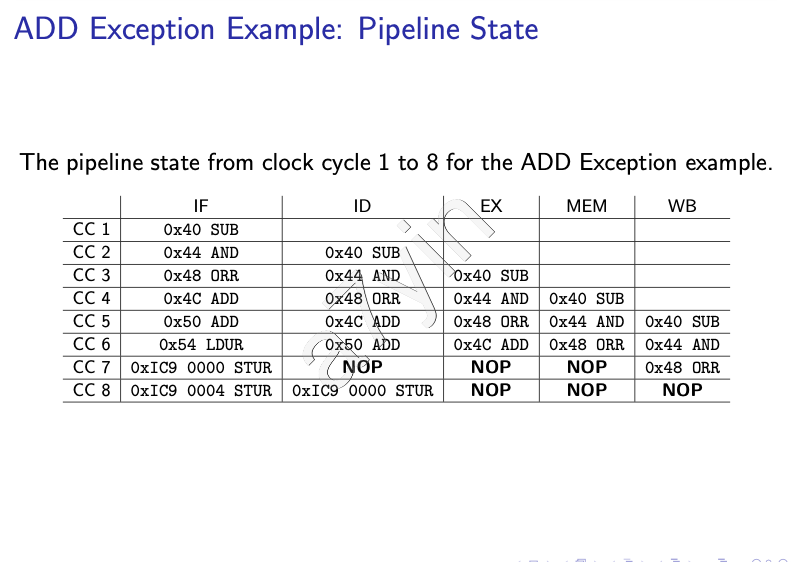 ADD Exception Example: Pipeline State
The pipeline state from clock cycle 1 to 8 for the ADD Exception example.
IF ID EX MEM WB
CC 1 0x40 SUB
CC 2 0x44 AND 0x40 SUB
CC 3 0x48 ORR 0x44 AND 0x40 SUB
CC 4 0x4C ADD 0x48 ORR 0x44 AND 0x40 SUB
CC 5 0x50 ADD 0x4C ADD 0x48 ORR 0x44 AND 0x40 SUB
CC 6 0x54 LDUR 0x50 ADD 0x4C ADD 0x48 ORR 0x44 AND
CC 7 0xIC9 0000 STUR NOP NOP NOP 0x48 ORR
CC 8 0xIC9 0004 STUR 0xIC9 0000 STUR NOP NOP NOP
a7yjn